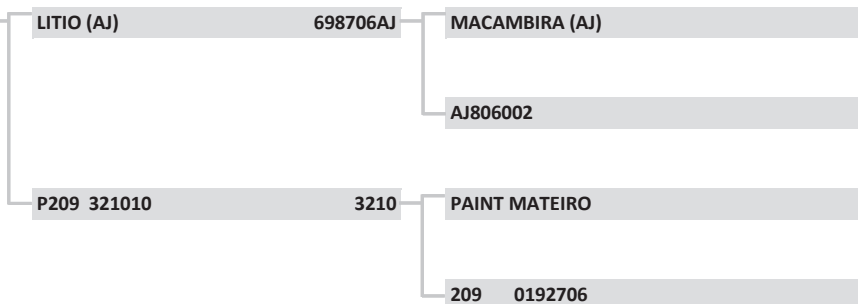 LITIO (AJ) 698706AJ MACAMBIRA (AJ)
AJ806002
P209 321010 3210 PAINT MATEIRO
209 0192706